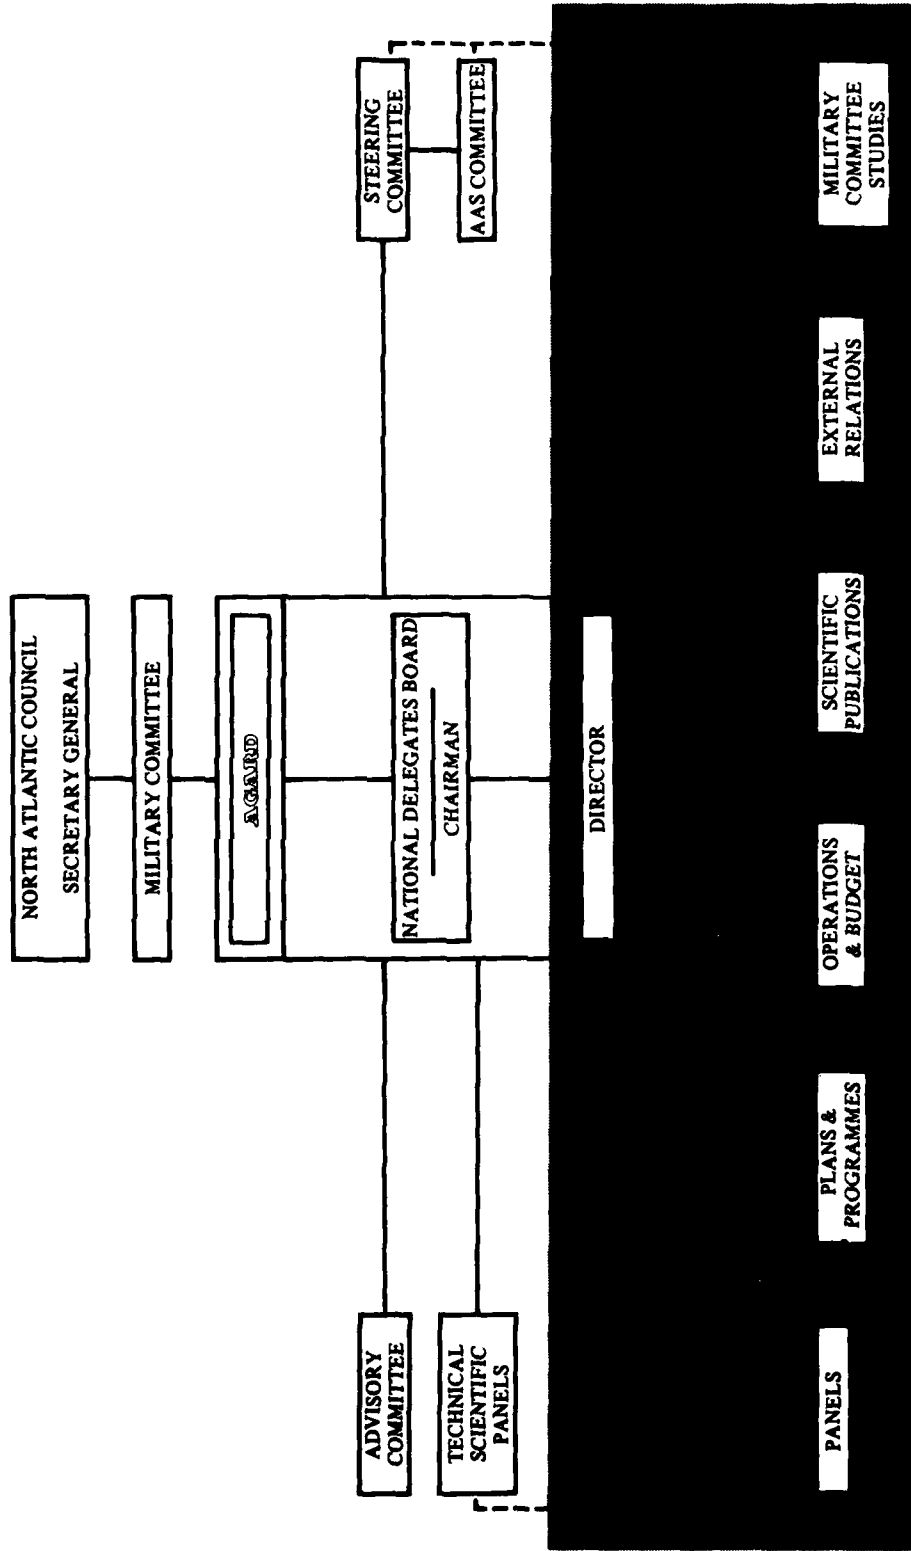 NORTH ATLANTIC COUNCIL
SECRETARY GENERAL
MILITARY COMMITTEE
AGARD
ADVISORY
COMMITTEE
NATIONAL DELEGATES BOARD
CHAIRMAN
STEERING
COMMITTEE
TECHNICAL
SCIENTIFIC
PANELS
AAS COMMITTEE
DIRECTOR
PANELS
PLANS &
PROGRAMMES
OPERATIONS
& BUDGET
SCIENTIFIC
PUBLICATIONS
EXTERNAL
RELATIONS
MILITARY
COMMITTEE
STUDIES